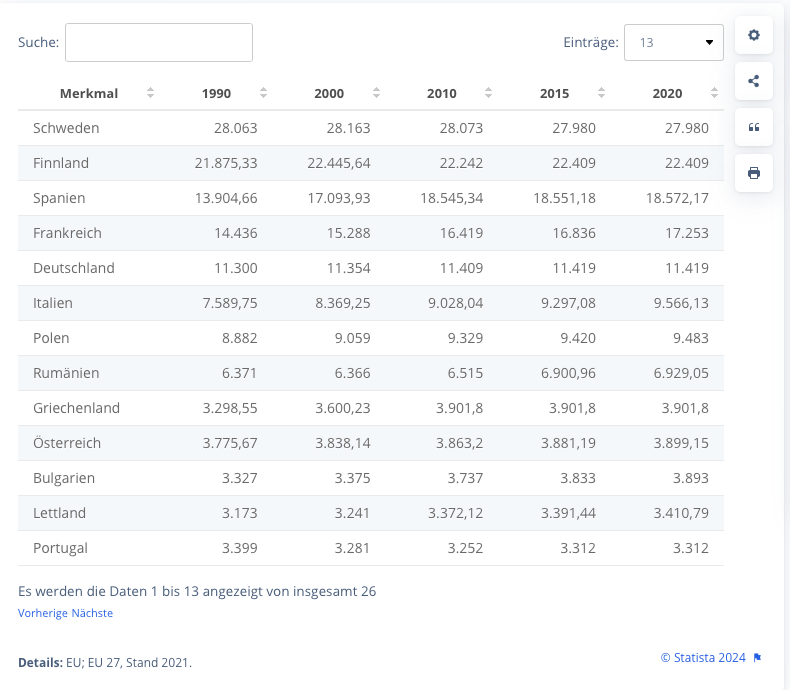 Suche:
Einträge: 13
Merkmal 1990 2000 2010 2015 2020
Schweden 28.063 28.163 28.073 27.980 27.980
Finnland 21.875,33 22.445,64 22.242 22.409 22.409
Spanien 13.904,66 17.093,93 18.545,34 18.551,18 18.572,17
Frankreich 14.436 15.288 16.419 16.836 17.253
Deutschland 11.300 11.354 11.409 11.419 11.419
Italien 7.589,75 8.369,25 9.028,04 9.297,08 9.566,13
Polen 8.882 9.059 9.329 9.420 9.483
Rumänien 6.371 6.366 6.515 6.900,96 6.929,05
Griechenland 3.298,55 3.600,23 3.901,8 3.901,8 3.901,8
Österreich 3.775,67 3.838,14 3.863,2 3.881,19 3.899,15
Bulgarien 3.327 3.375 3.737 3.833 3.893
Lettland 3.173 3.241 3.372,12 3.391,44 3.410,79
Portugal 3.399 3.281 3.252 3.312 3.312
Es werden die Daten 1 bis 13 angezeigt von insgesamt 26
Vorherige Nächste
© Statista 2024
Details: EU; EU 27, Stand 2021.